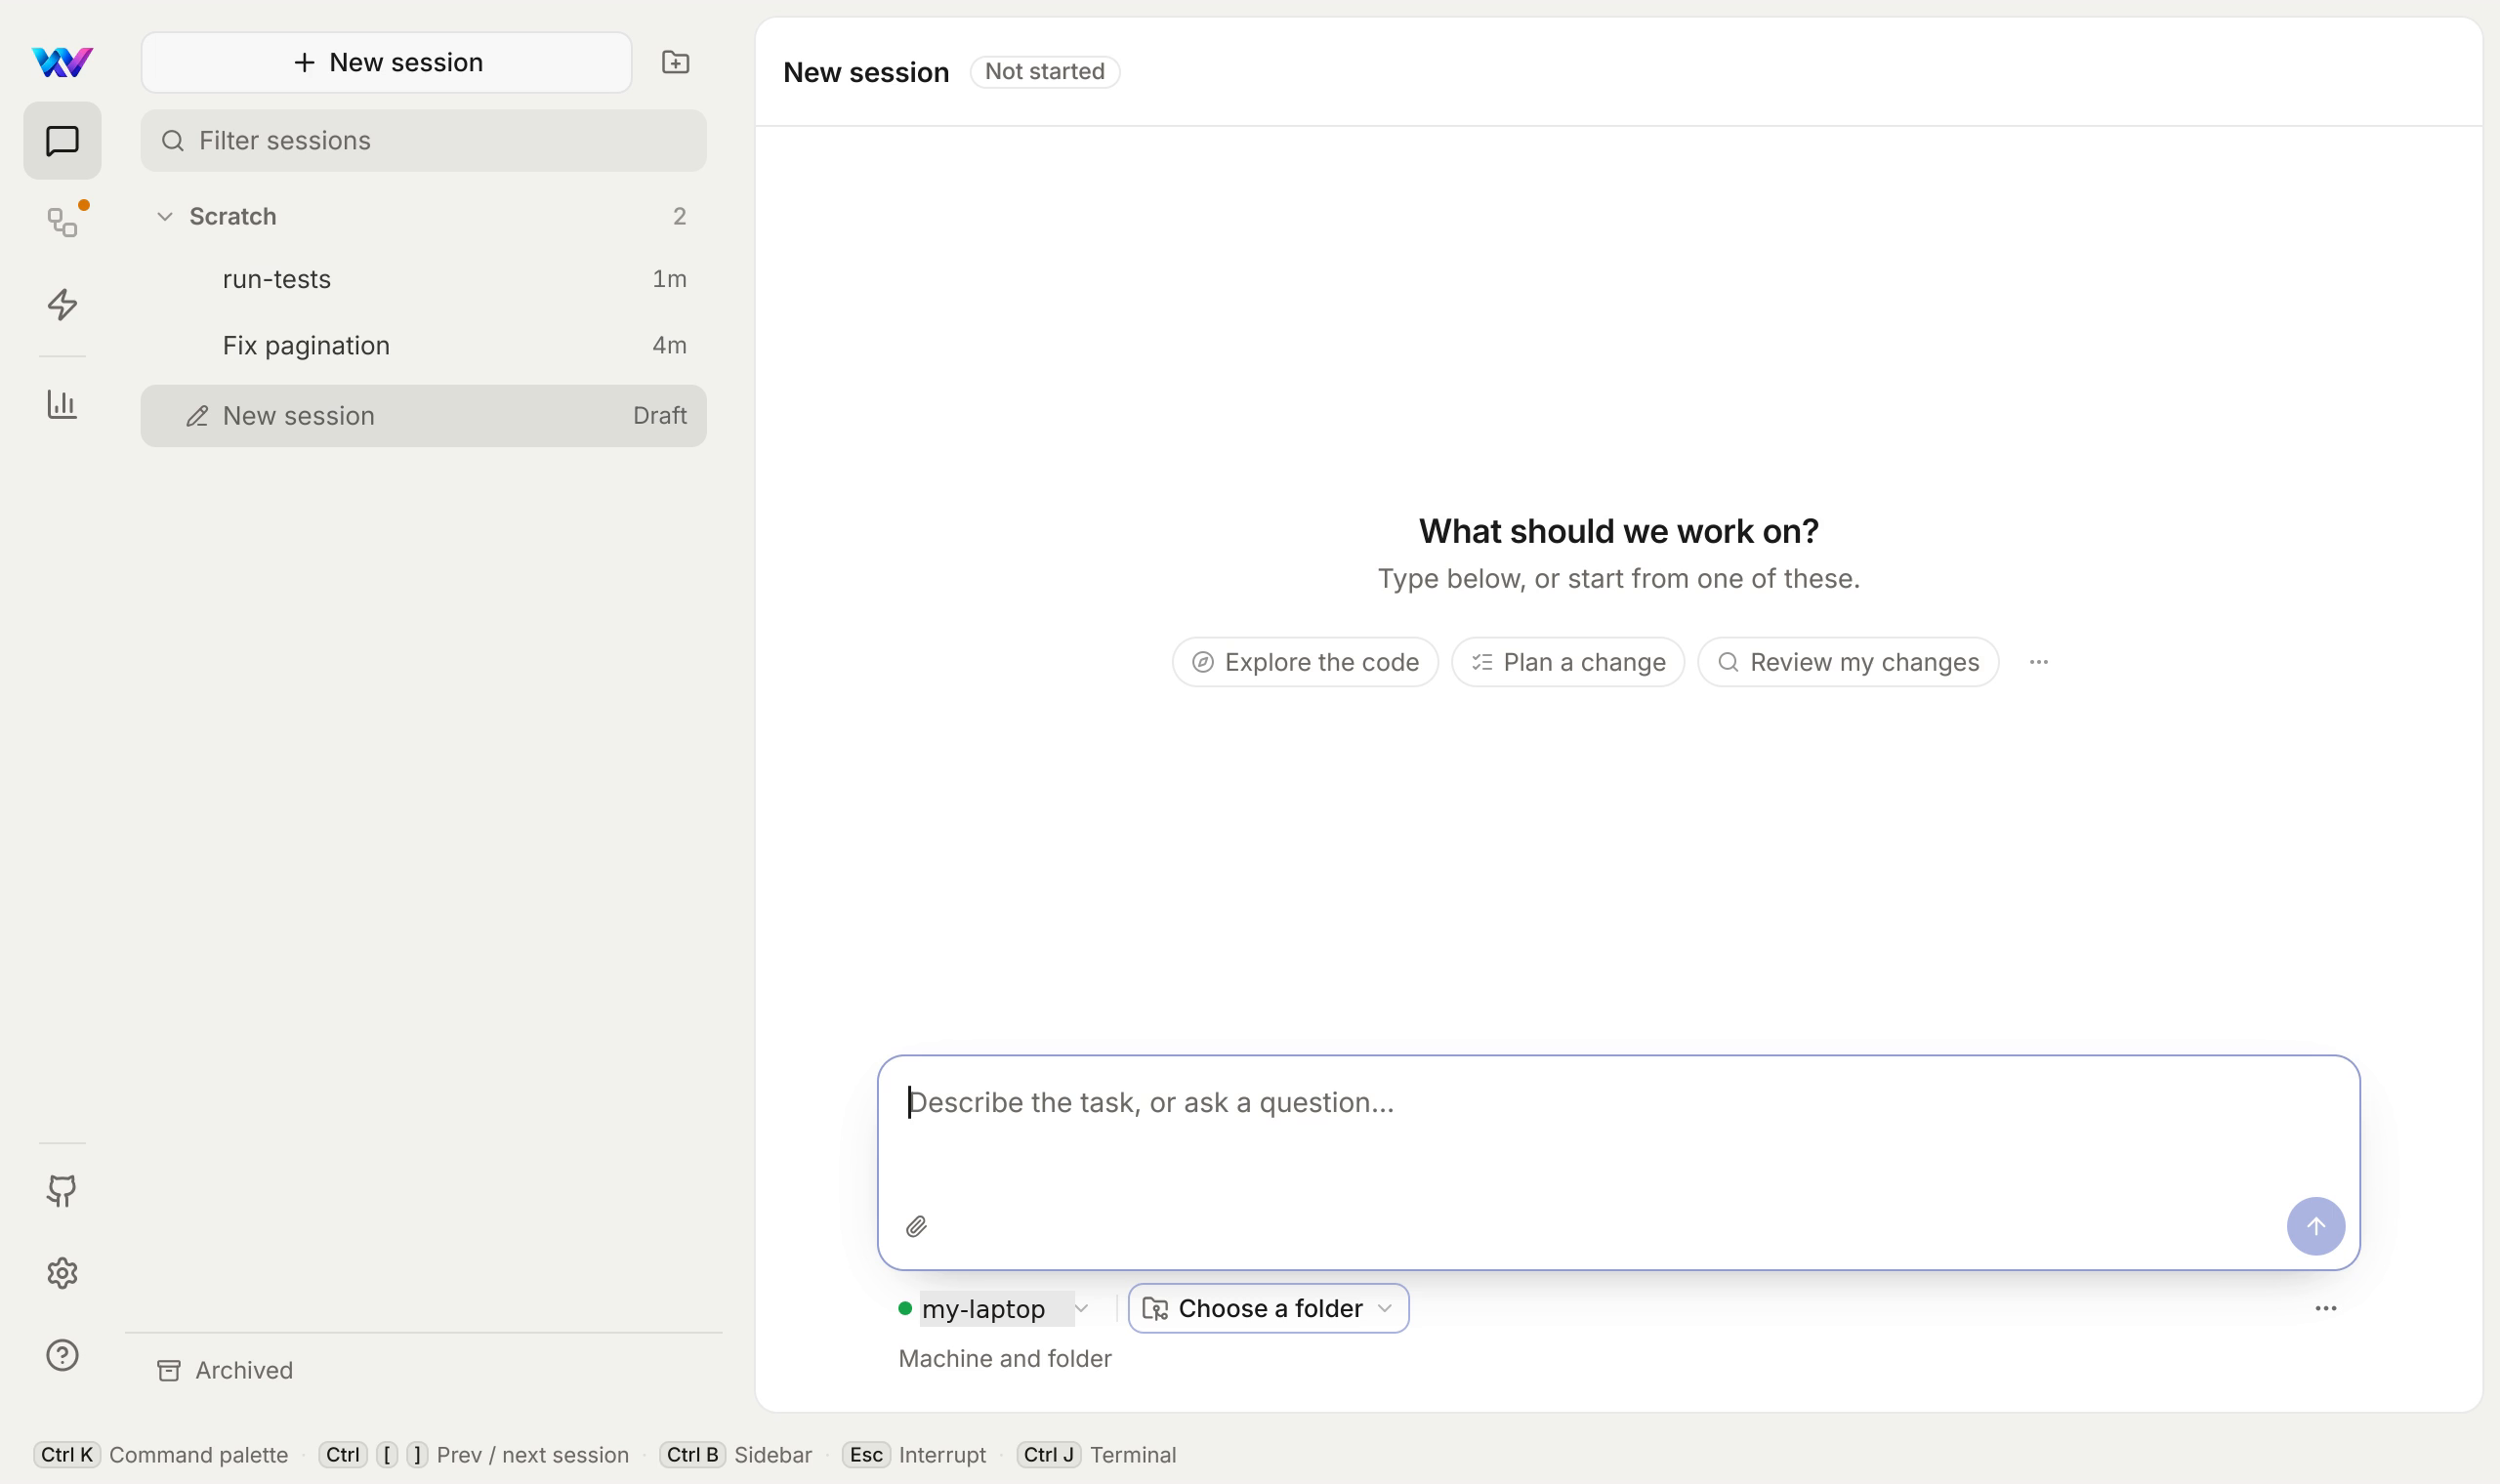 New session
Filter sessions
Scratch 2
run-tests 1m
Fix pagination 4m
New session Draft
Archived
New session Not started
What should we work on?
Type below, or start from one of these.
Explore the code Plan a change Review my changes
Describe the task, or ask a question...
my-laptop Choose a folder
Machine and folder
Ctrl K Command palette · Ctrl [ ] Prev / next session · Ctrl B Sidebar · Esc Interrupt · Ctrl J Terminal